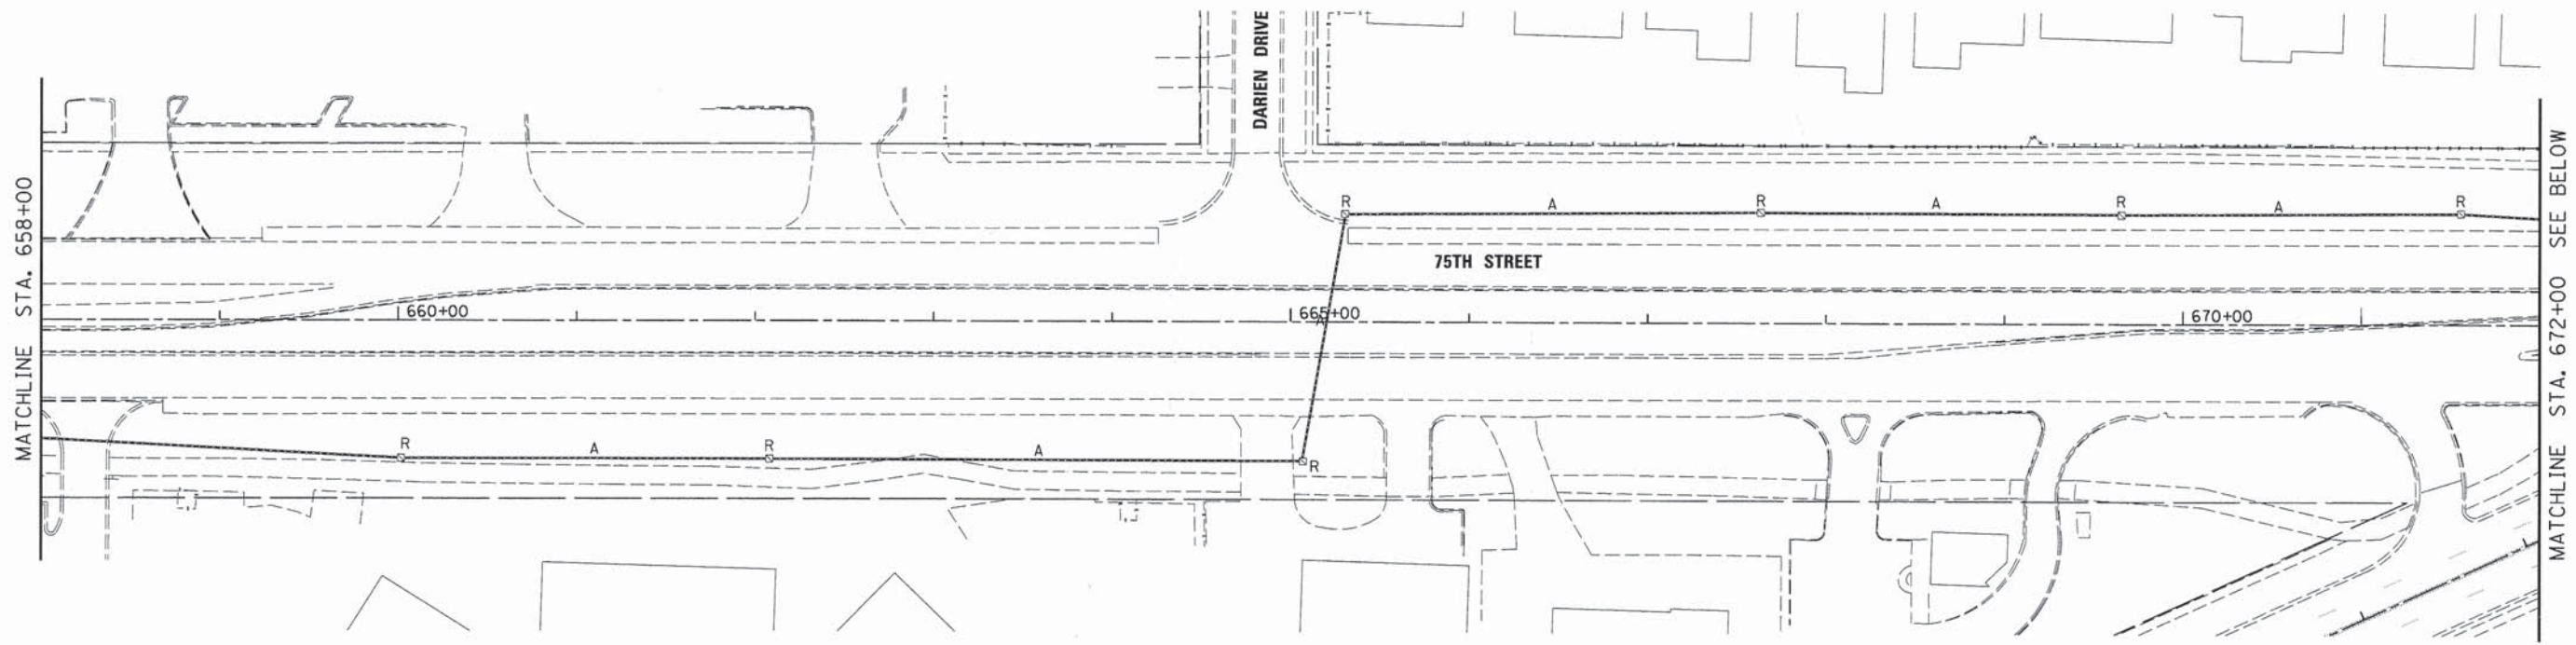 DARIEN DRIVE
MATCHLINE STA. 658+00
R A R A R A R
75TH STREET
660+00 665+00 670+00
A
R A R A R
MATCHLINE STA. 672+00 SEE BELOW